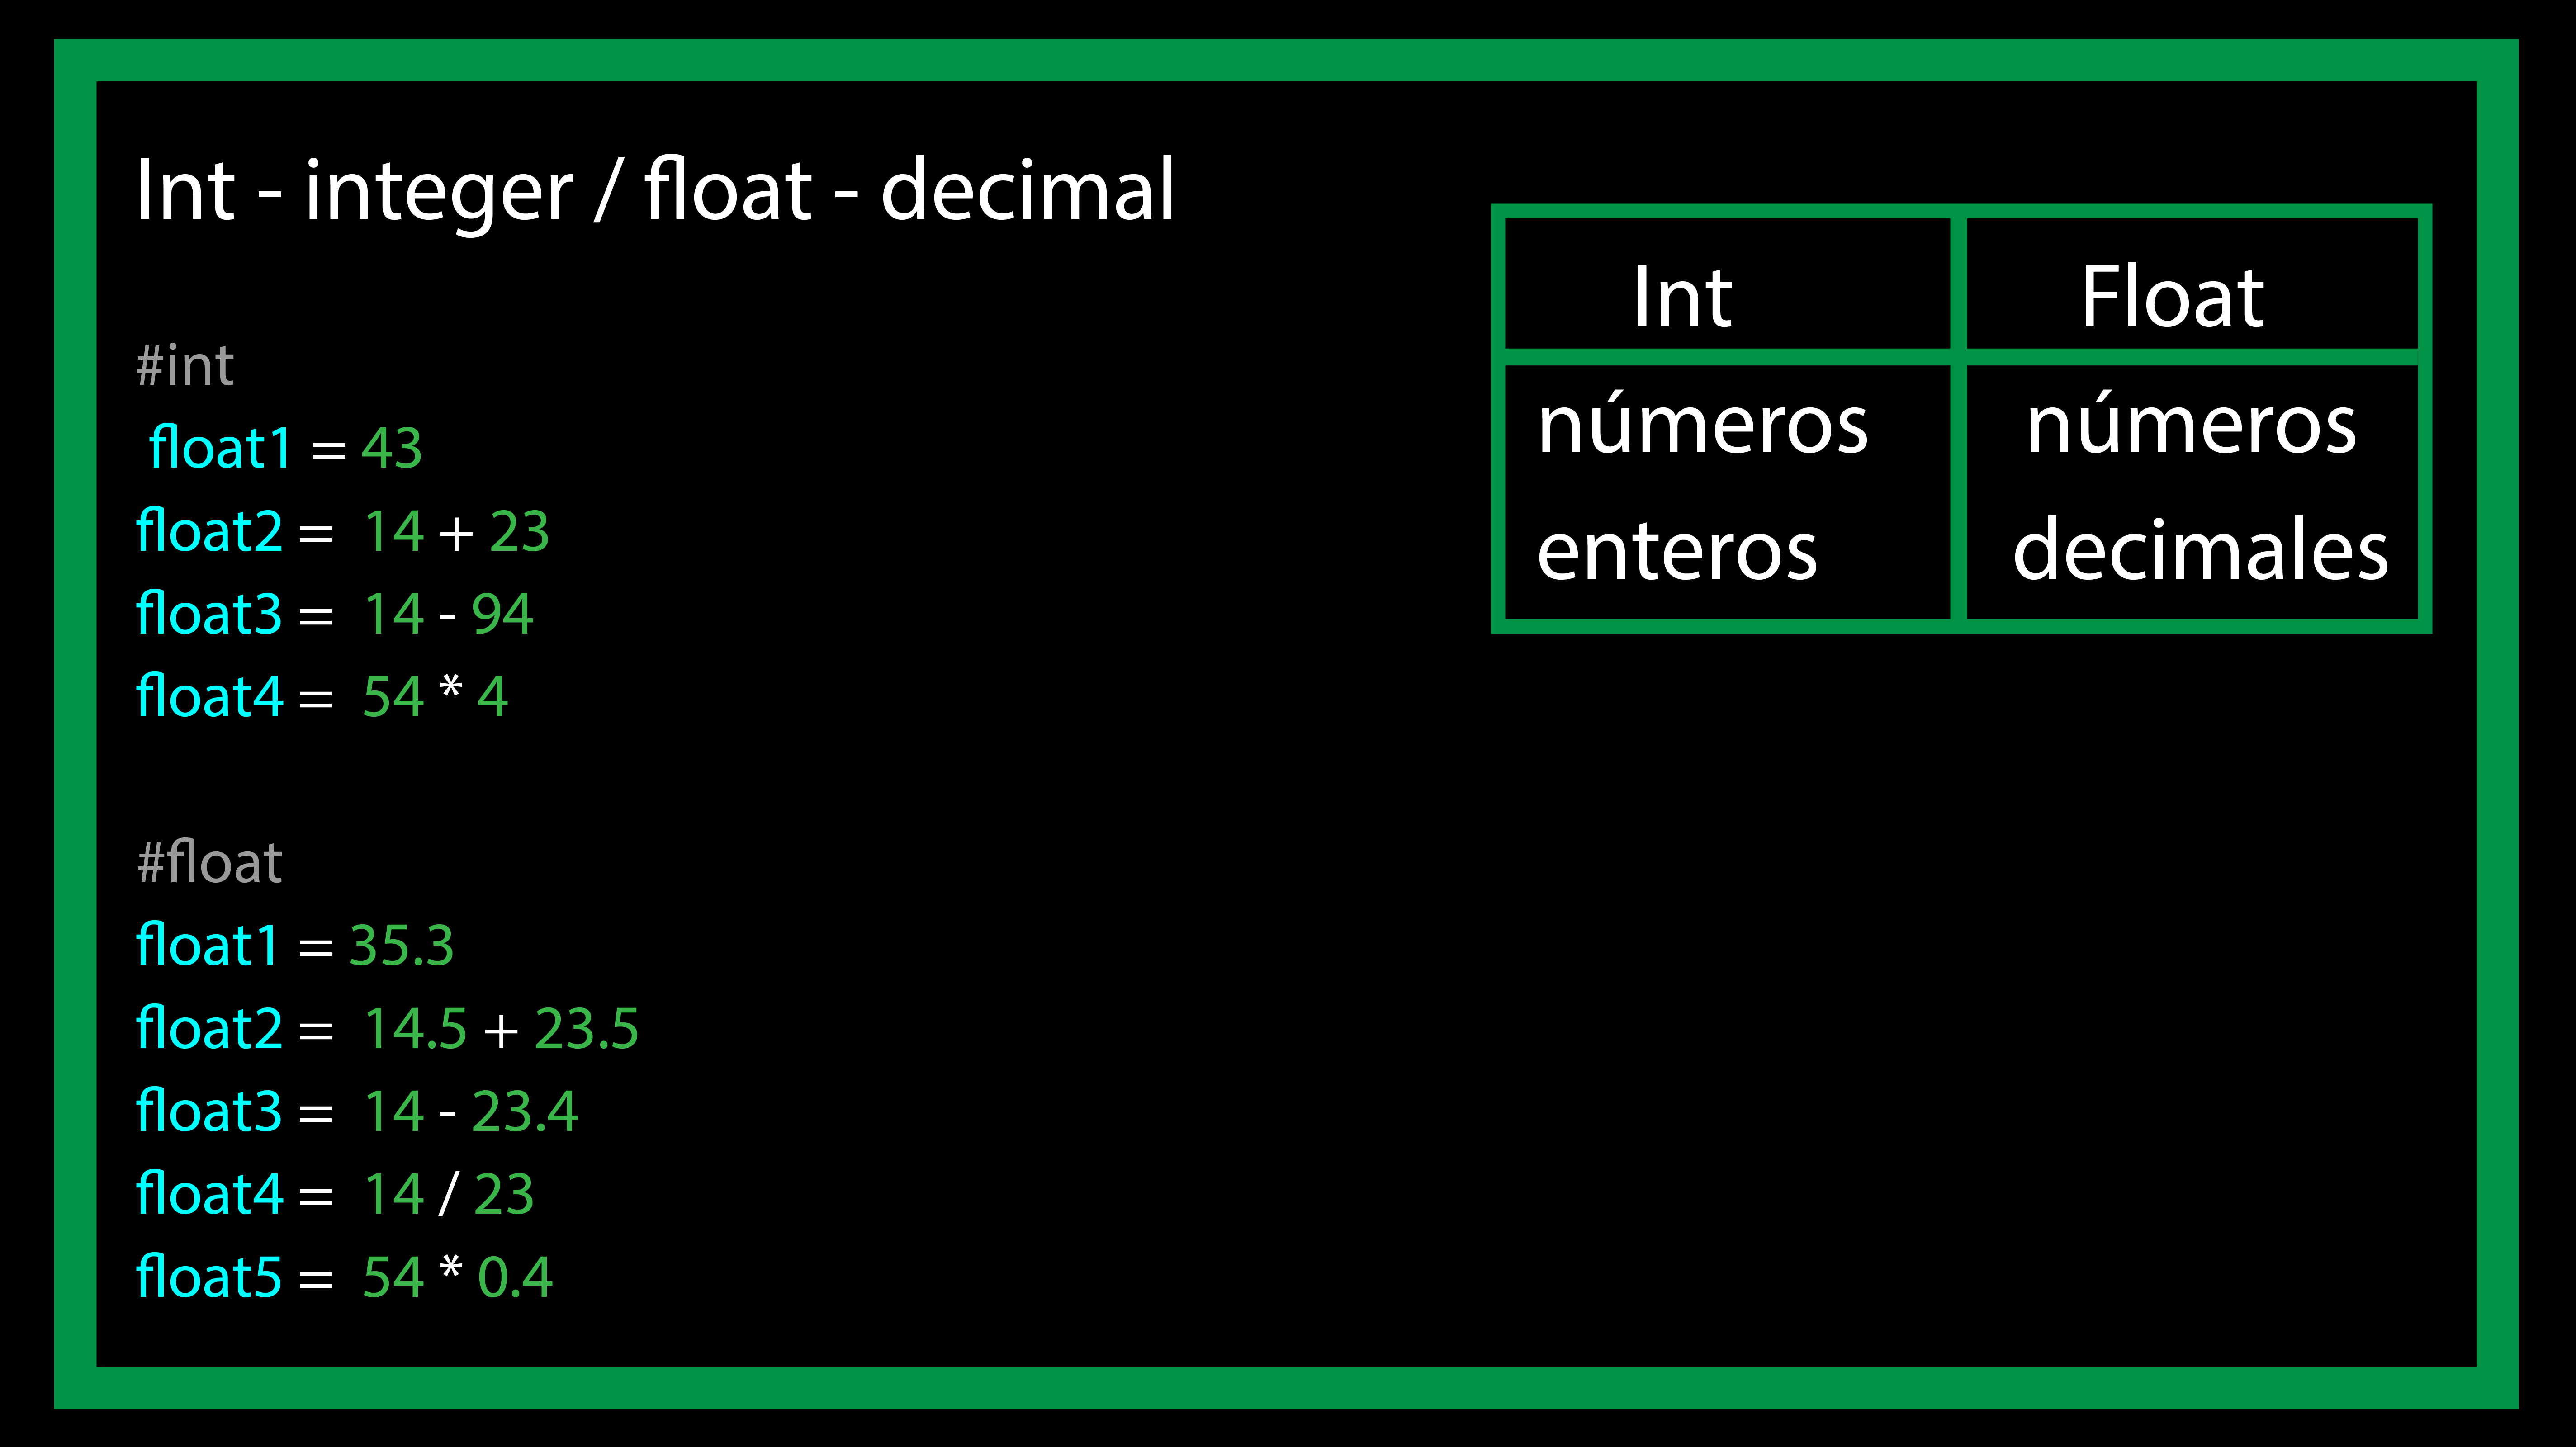 Int - integer / float - decimal
#int
float1 = 43
float2 = 14 + 23
float3 = 14 - 94
float4 = 54 * 4
#float
float1 = 35.3
float2 = 14.5 + 23.5
float3 = 14 - 23.4
float4 = 14 / 23
float5 = 54 * 0.4
Int
Float
números
enteros
números
decimales